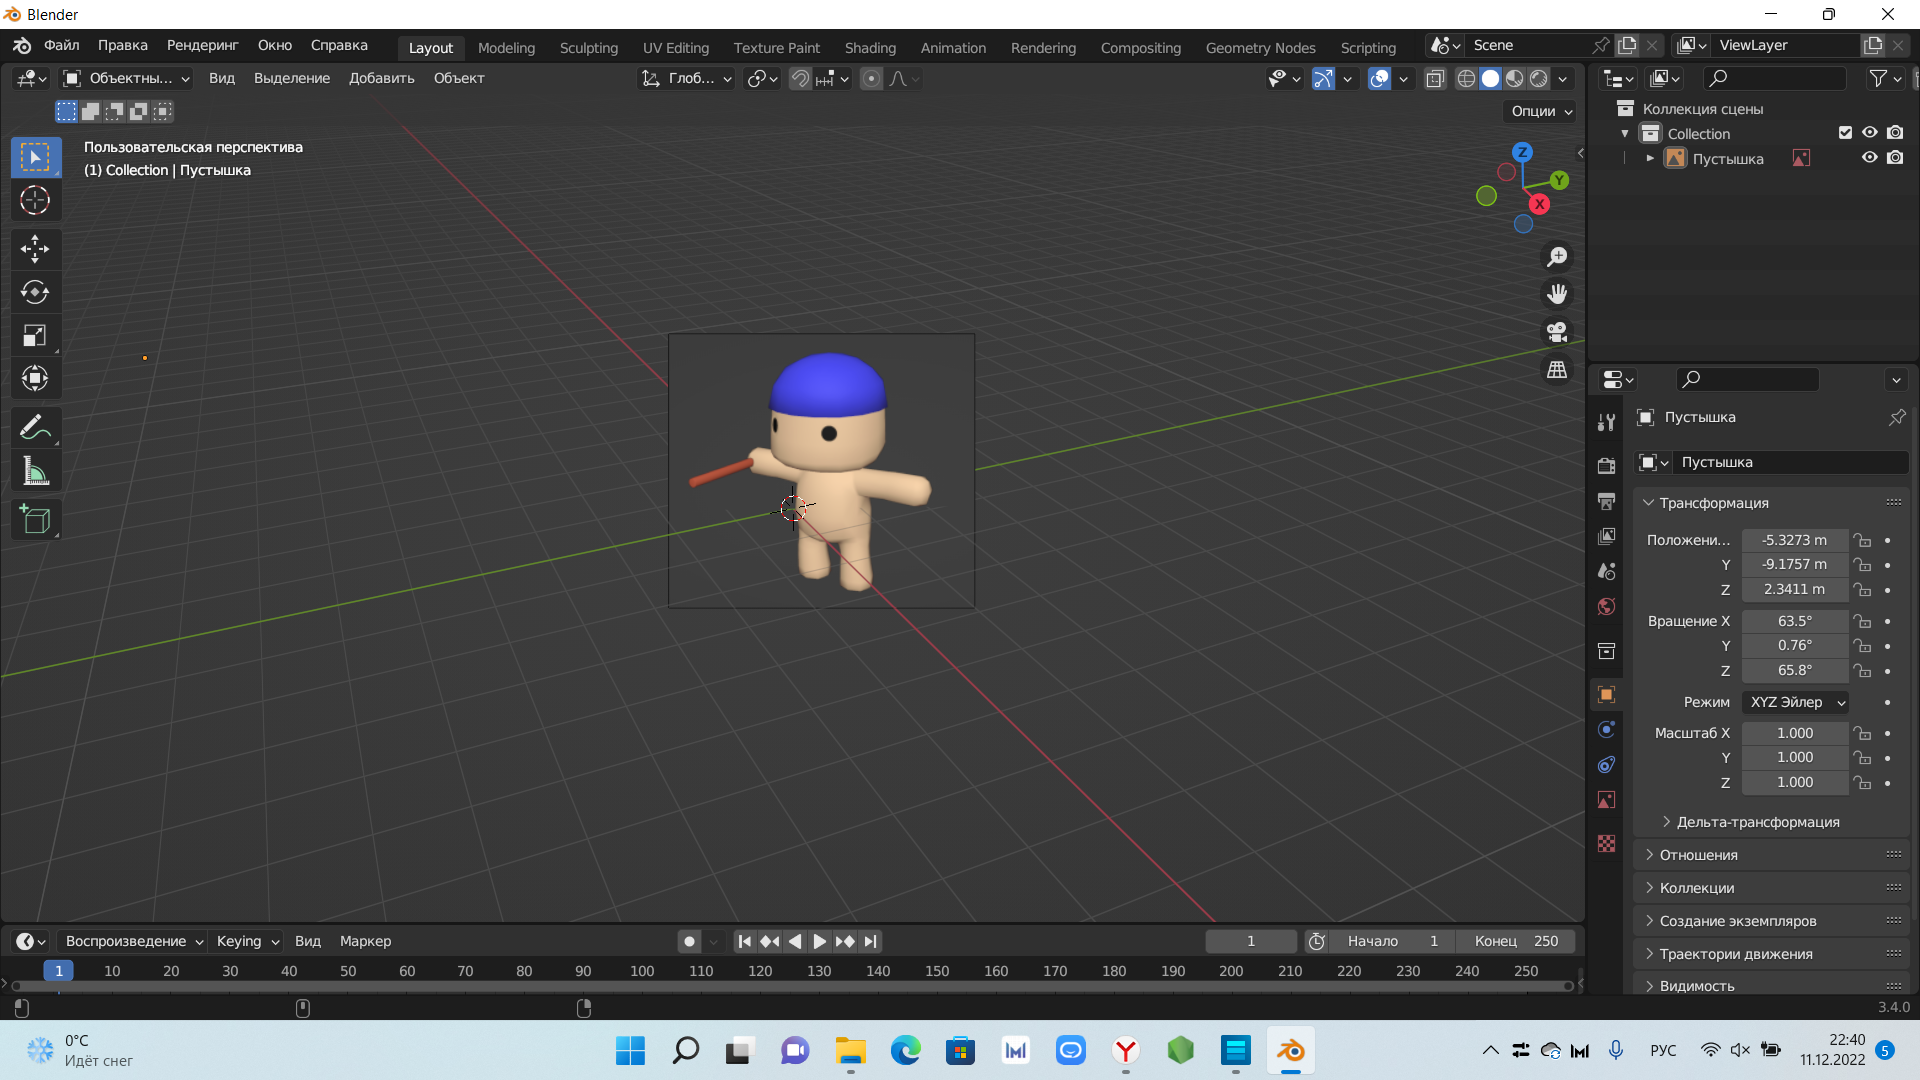 Blender
Файл Правка Рендеринг Окно Справка Layout Modeling Sculpting UV Editing Texture Paint Shading Animation Rendering Compositing Geometry Nodes Scripting Scene ViewLayer
Объектны... Вид Выделение Добавить Объект Глоб...
Опции
Пользовательская перспектива
(1) Collection | Пустышка
Z
Y
X
Коллекция сцены
Collection
Пустышка
Пустышка
Пустышка
Трансформация
Положени... -5.3273 m
Y -9.1757 m
Z 2.3411 m
Вращение X 63.5°
Y 0.76°
Z 65.8°
Режим XYZ Эйлер
Масштаб X 1.000
Y 1.000
Z 1.000
Дельта-трансформация
Отношения
Коллекции
Создание экземпляров
Траектории движения
Видимость
Воспроизведение Keying Вид Маркер 1 Начало 1 Конец 250
1 10 20 30 40 50 60 70 80 90 100 110 120 130 140 150 160 170 180 190 200 210 220 230 240 250
3.4.0
0°C
Идёт снег
РУС
22:40
11.12.2022
5